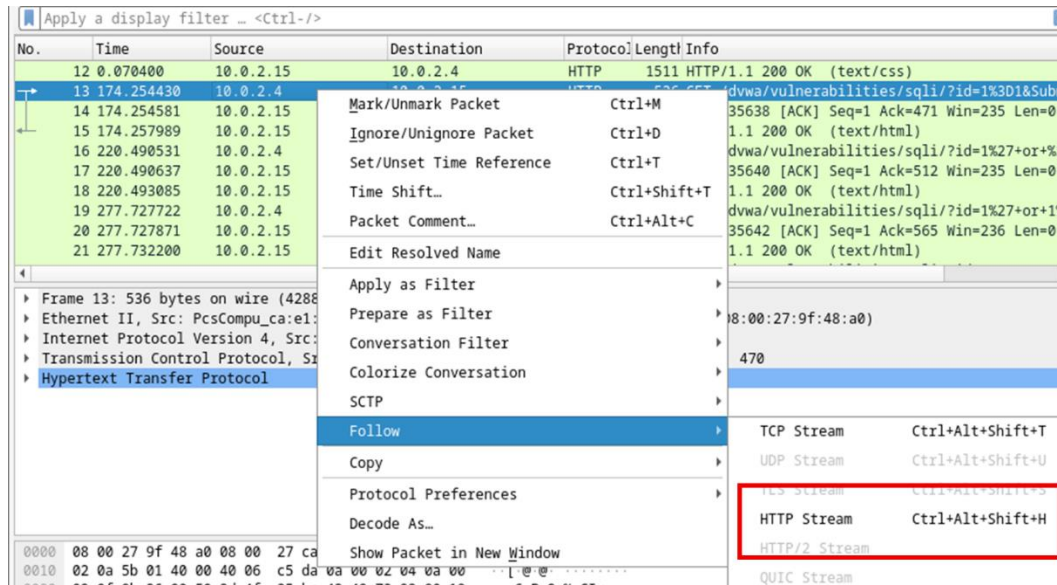 Apply a display filter … <Ctrl-/>
No. Time Source Destination Protocol Length Info
12 0.070400 10.0.2.15 10.0.2.4 HTTP 1511 HTTP/1.1 200 OK (text/css)
13 174.254430 10.0.2.4 dvwa/vulnerabilities/sqli/?id=1%3D1&Sub
14 174.254581 10.0.2.15 35638 [ACK] Seq=1 Ack=471 Win=235 Len=0
15 174.257989 10.0.2.15 1.1 200 OK (text/html)
16 220.490531 10.0.2.4 dvwa/vulnerabilities/sqli/?id=1%27+or+%
17 220.490637 10.0.2.15 35640 [ACK] Seq=1 Ack=512 Win=235 Len=0
18 220.493085 10.0.2.15 1.1 200 OK (text/html)
19 277.727722 10.0.2.4 dvwa/vulnerabilities/sqli/?id=1%27+or+1
20 277.727871 10.0.2.15 35642 [ACK] Seq=1 Ack=565 Win=236 Len=0
21 277.732200 10.0.2.15 1.1 200 OK (text/html)
Mark/Unmark Packet Ctrl+M
Ignore/Unignore Packet Ctrl+D
Set/Unset Time Reference Ctrl+T
Time Shift… Ctrl+Shift+T
Packet Comment… Ctrl+Alt+C
Edit Resolved Name
Apply as Filter
Prepare as Filter
Conversation Filter
Colorize Conversation
SCTP
Follow
Copy
Protocol Preferences
Decode As…
Show Packet in New Window
Frame 13: 536 bytes on wire (4288
Ethernet II, Src: PcsCompu_ca:e1: 08:00:27:9f:48:a0)
Internet Protocol Version 4, Src:
Transmission Control Protocol, Sr 470
Hypertext Transfer Protocol
TCP Stream Ctrl+Alt+Shift+T
UDP Stream Ctrl+Alt+Shift+U
TLS Stream Ctrl+Alt+Shift+S
HTTP Stream Ctrl+Alt+Shift+H
HTTP/2 Stream
QUIC Stream
0000 08 00 27 9f 48 a0 08 00 27 ca
0010 02 0a 5b 01 40 00 40 06 c5 da 0a 00 02 04 0a 00 ··[·@·@· ········